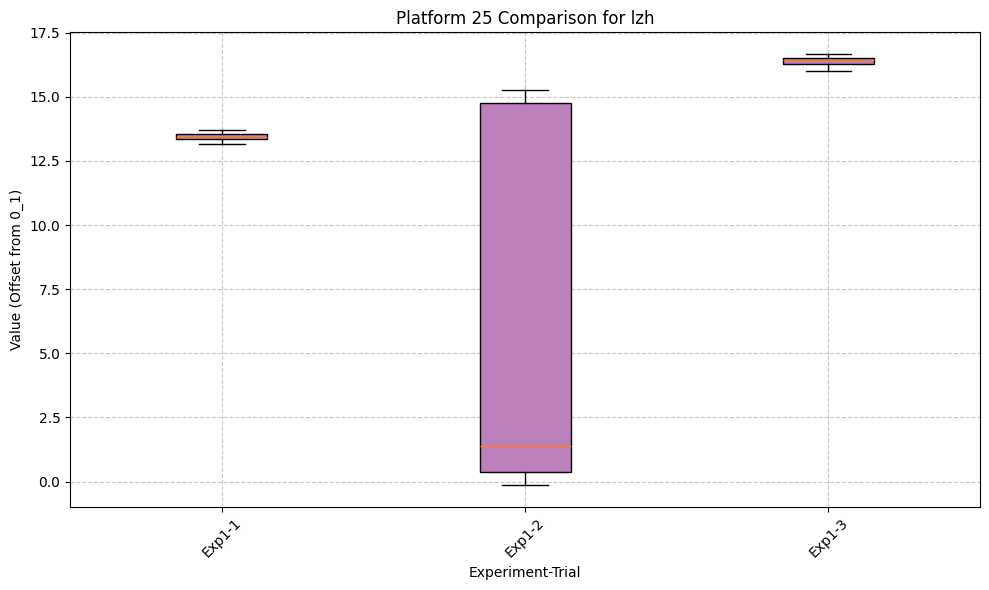 Platform 25 Comparison for lzh
Value (Offset from 0_1)
17.5
15.0
12.5
10.0
7.5
5.0
2.5
0.0
Exp1-1
Exp1-2
Exp1-3
Experiment-Trial